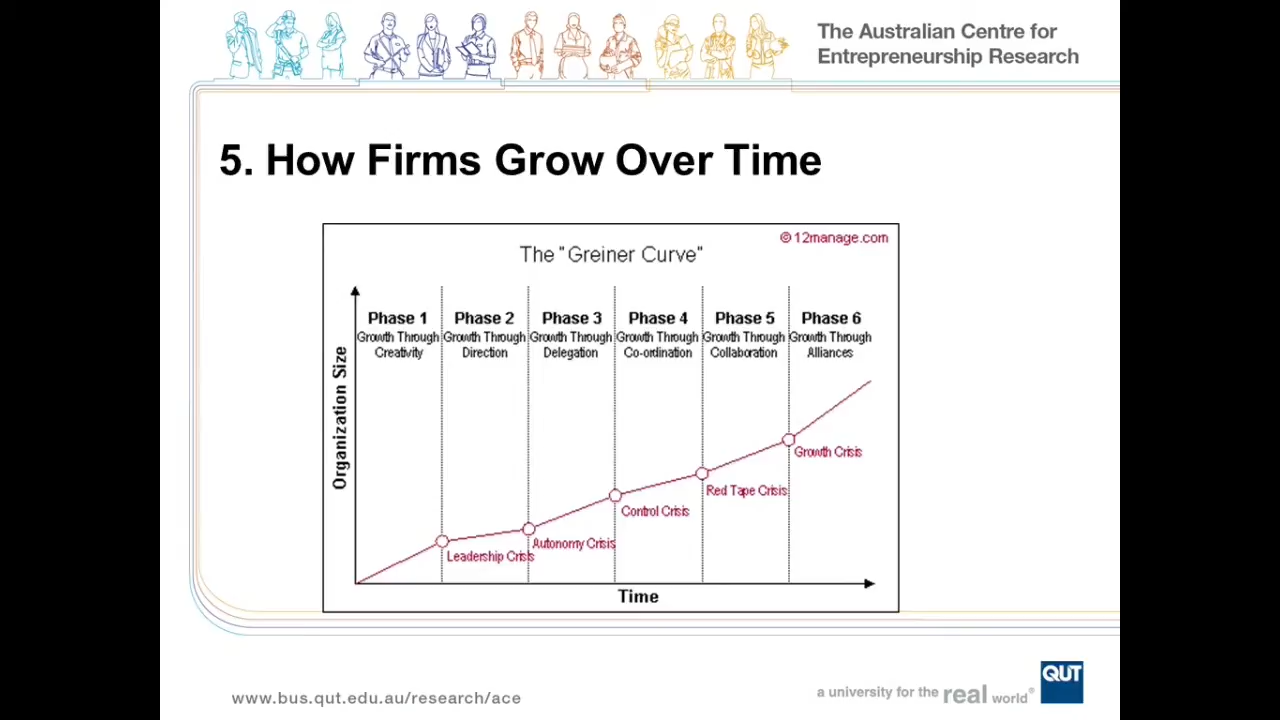 The Australian Centre for
Entrepreneurship Research
5. How Firms Grow Over Time
© 12manage.com
The "Greiner Curve"
Phase 1
Growth Through
Creativity
Phase 2
Growth Through
Direction
Phase 3
Growth Through
Delegation
Phase 4
Growth Through
Co-ordination
Phase 5
Growth Through
Collaboration
Phase 6
Growth Through
Alliances
Organization Size
Growth Crisis
Red Tape Crisis
Control Crisis
Autonomy Crisis
Leadership Crisis
Time
www.bus.qut.edu.au/research/ace
a university for the real world®
QUT